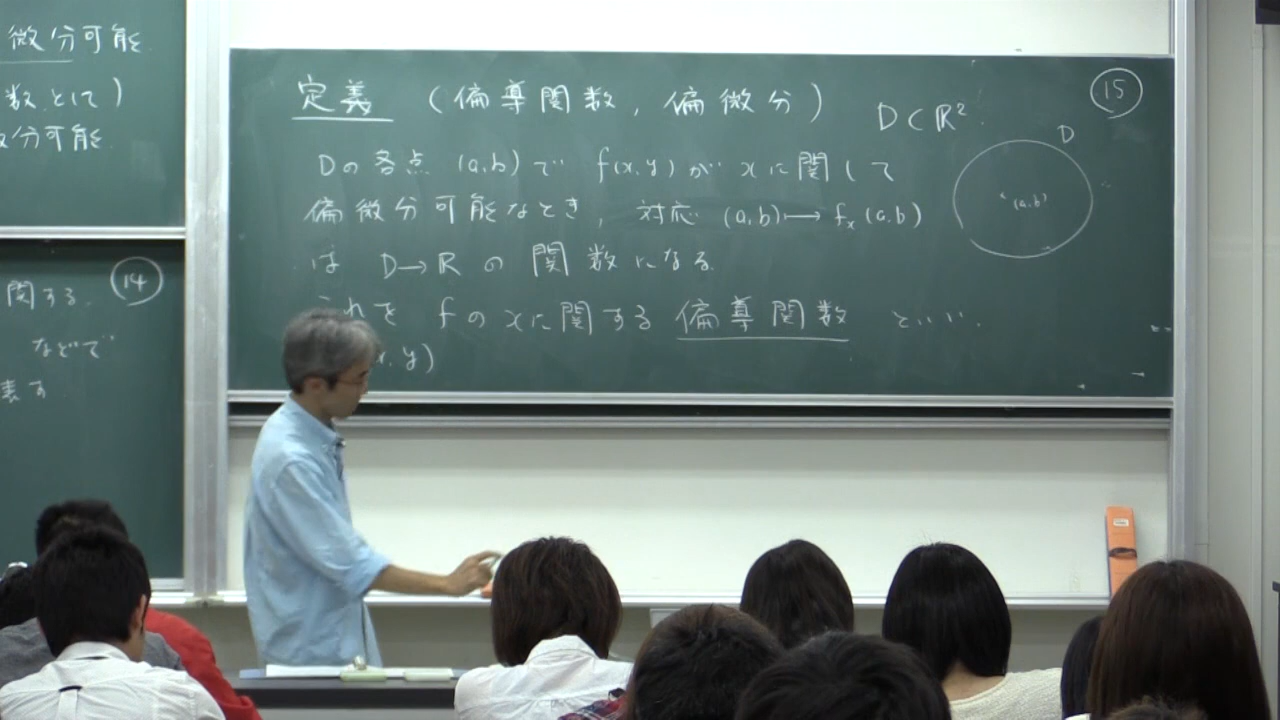 微分可能
数として)
分可能
関する. ⑭
などで
表す
定義 (偏導関数, 偏微分) D⊂ℝ². ⑮
D
(a,b)
Dの各点 (a,b) で f(x,y) が xに関して
偏微分可能なとき, 対応 (a,b)⟼ fₓ(a,b)
は D→ℝ の 関数になる.
これを fの xに関する 偏導関数 といい.
x,y)